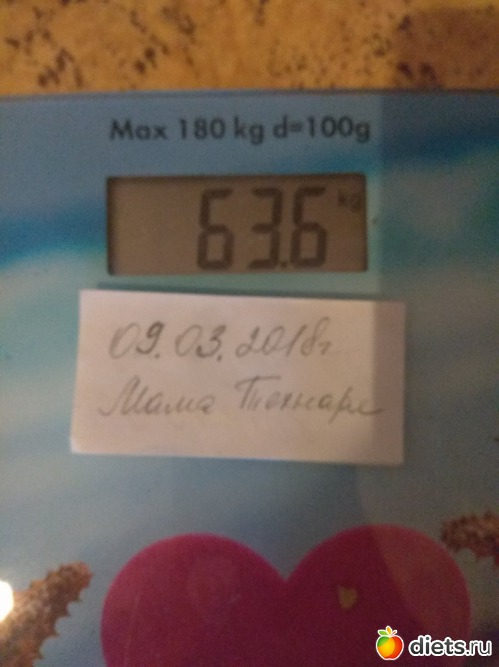 Max 180 kg d=100g
63.6 kg
09.03.2018г
Мама Технаря
diets.ru